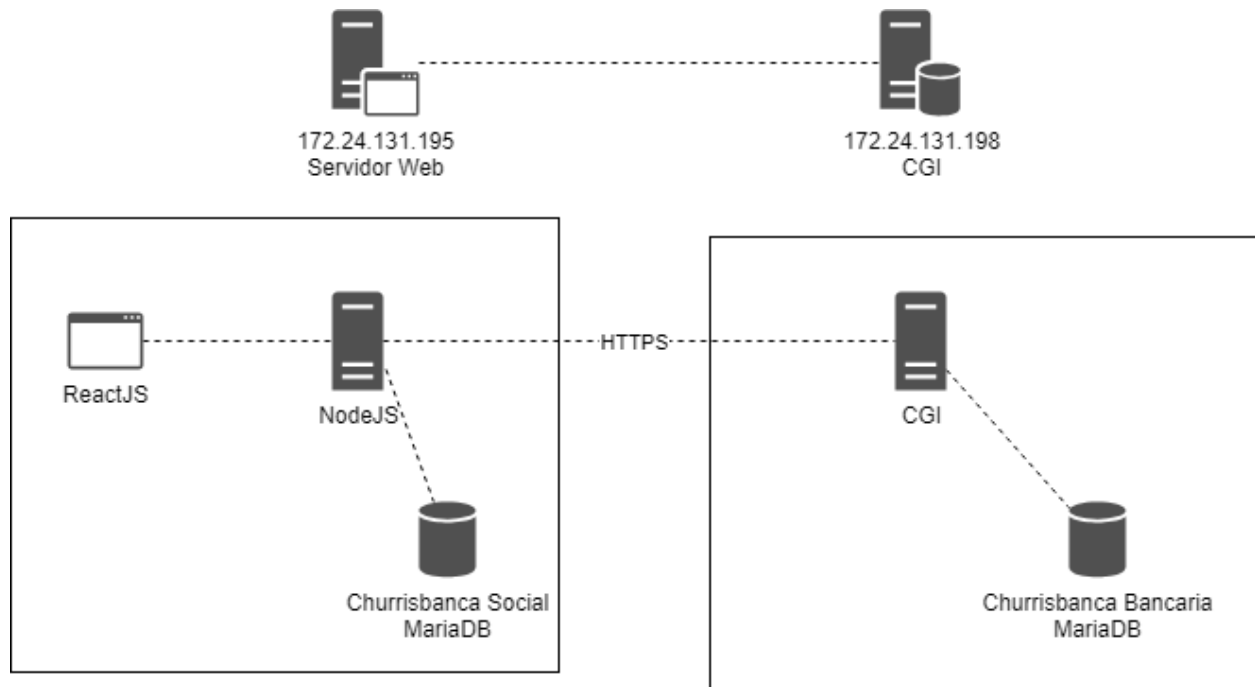 172.24.131.195
Servidor Web
172.24.131.198
CGI
ReactJS
NodeJS
HTTPS
CGI
Churrisbanca Social
MariaDB
Churrisbanca Bancaria
MariaDB